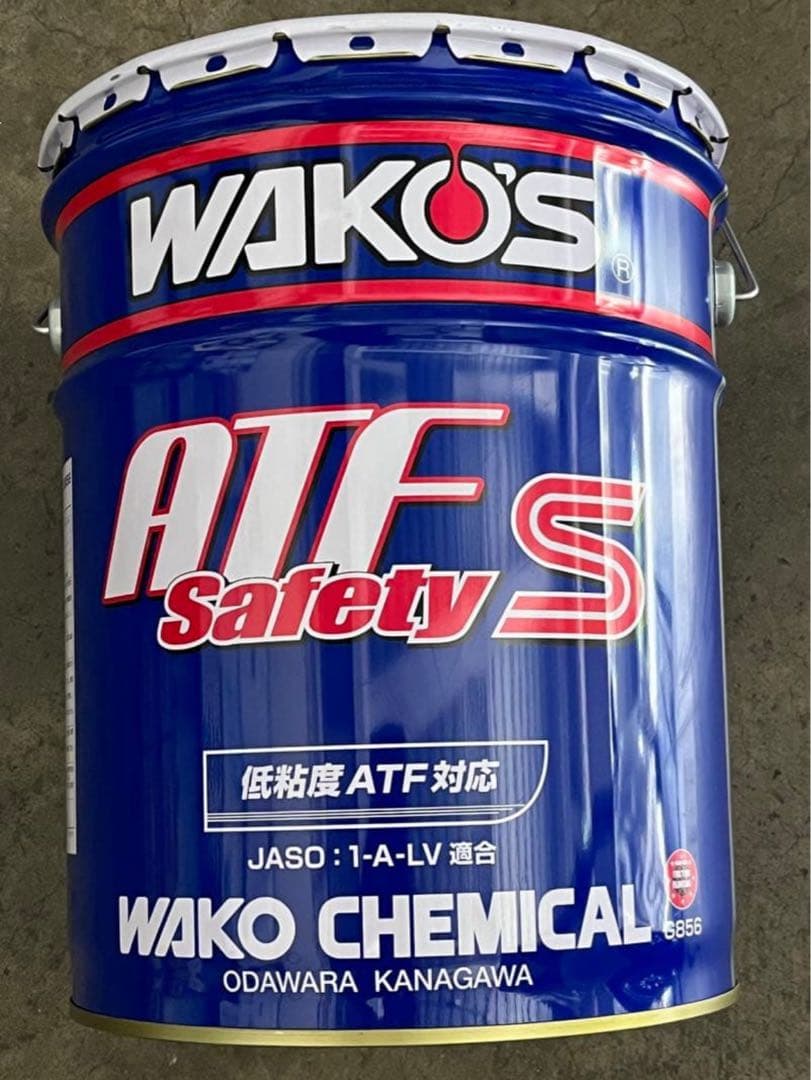 WAKO'S ®
ATF
Safety S
低粘度ATF対応
JASO：1-A-LV 適合
WAKO CHEMICAL
G856
ODAWARA KANAGAWA